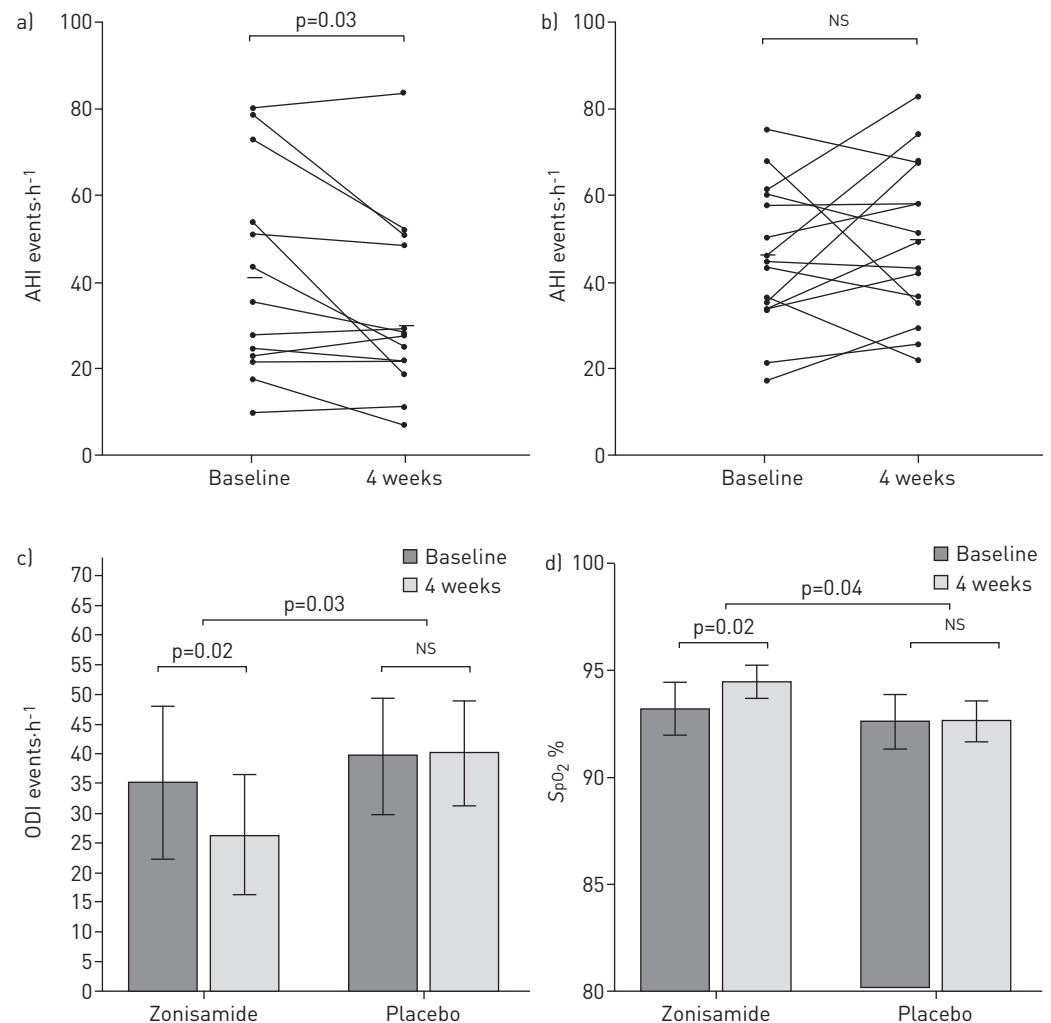 a)
p=0.03
100
80
60
40
20
0
AHI events·h⁻¹
Baseline
4 weeks
b)
NS
100
80
60
40
20
0
AHI events·h⁻¹
Baseline
4 weeks
c)
Baseline
4 weeks
p=0.03
p=0.02
NS
70
65
60
55
50
45
40
35
30
25
20
15
10
5
0
ODI events·h⁻¹
Zonisamide
Placebo
d)
Baseline
4 weeks
p=0.04
p=0.02
NS
100
95
90
85
80
SpO₂ %
Zonisamide
Placebo